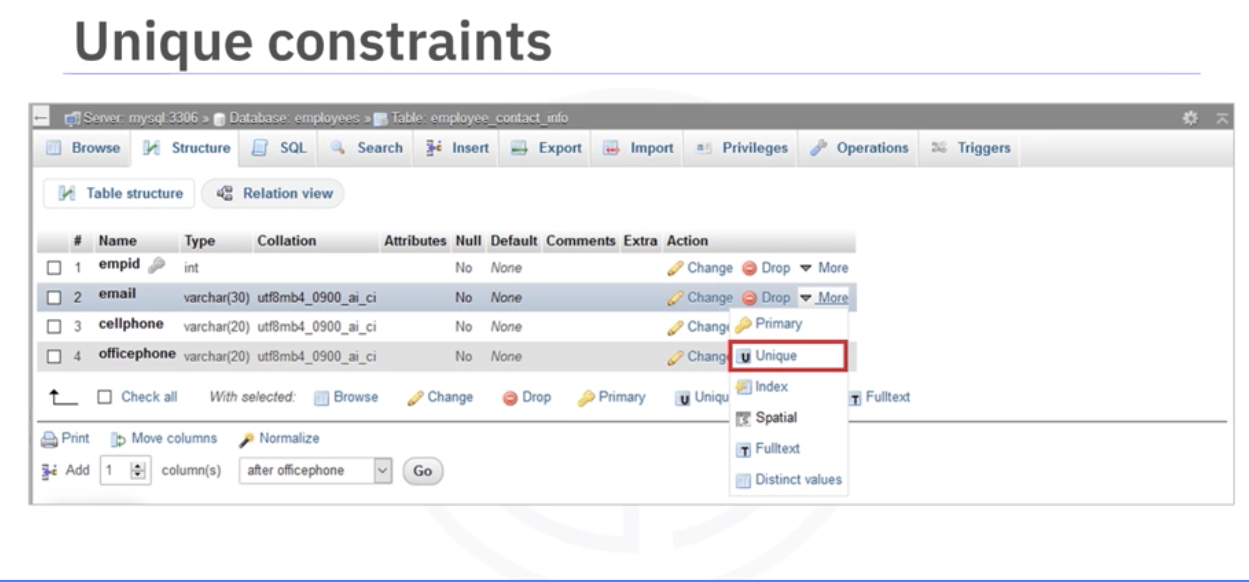 Unique constraints
Server: mysql:3306 » Database: employees » Table: employee_contact_info
Browse Structure SQL Search Insert Export Import Privileges Operations Triggers
Table structure Relation view
# Name Type Collation Attributes Null Default Comments Extra Action
1 empid int No None Change Drop More
2 email varchar(30) utf8mb4_0900_ai_ci No None Change Drop More
3 cellphone varchar(20) utf8mb4_0900_ai_ci No None Change
Primary
4 officephone varchar(20) utf8mb4_0900_ai_ci No None Chang
Unique
Index
Spatial
Fulltext
Distinct values
Check all With selected: Browse Change Drop Primary Uniqu Fulltext
Print Move columns Normalize
Add 1 column(s) after officephone Go